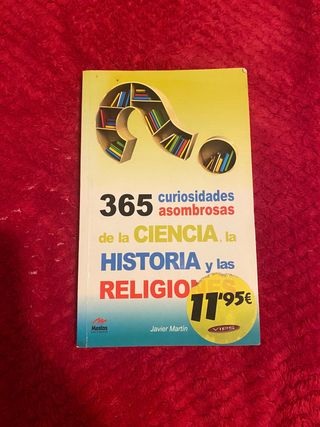 365 curiosidades
asombrosas
de la CIENCIA, la
HISTORIA y las
RELIGIONES
11'95€
VIPS
Mestas
Javier Martín